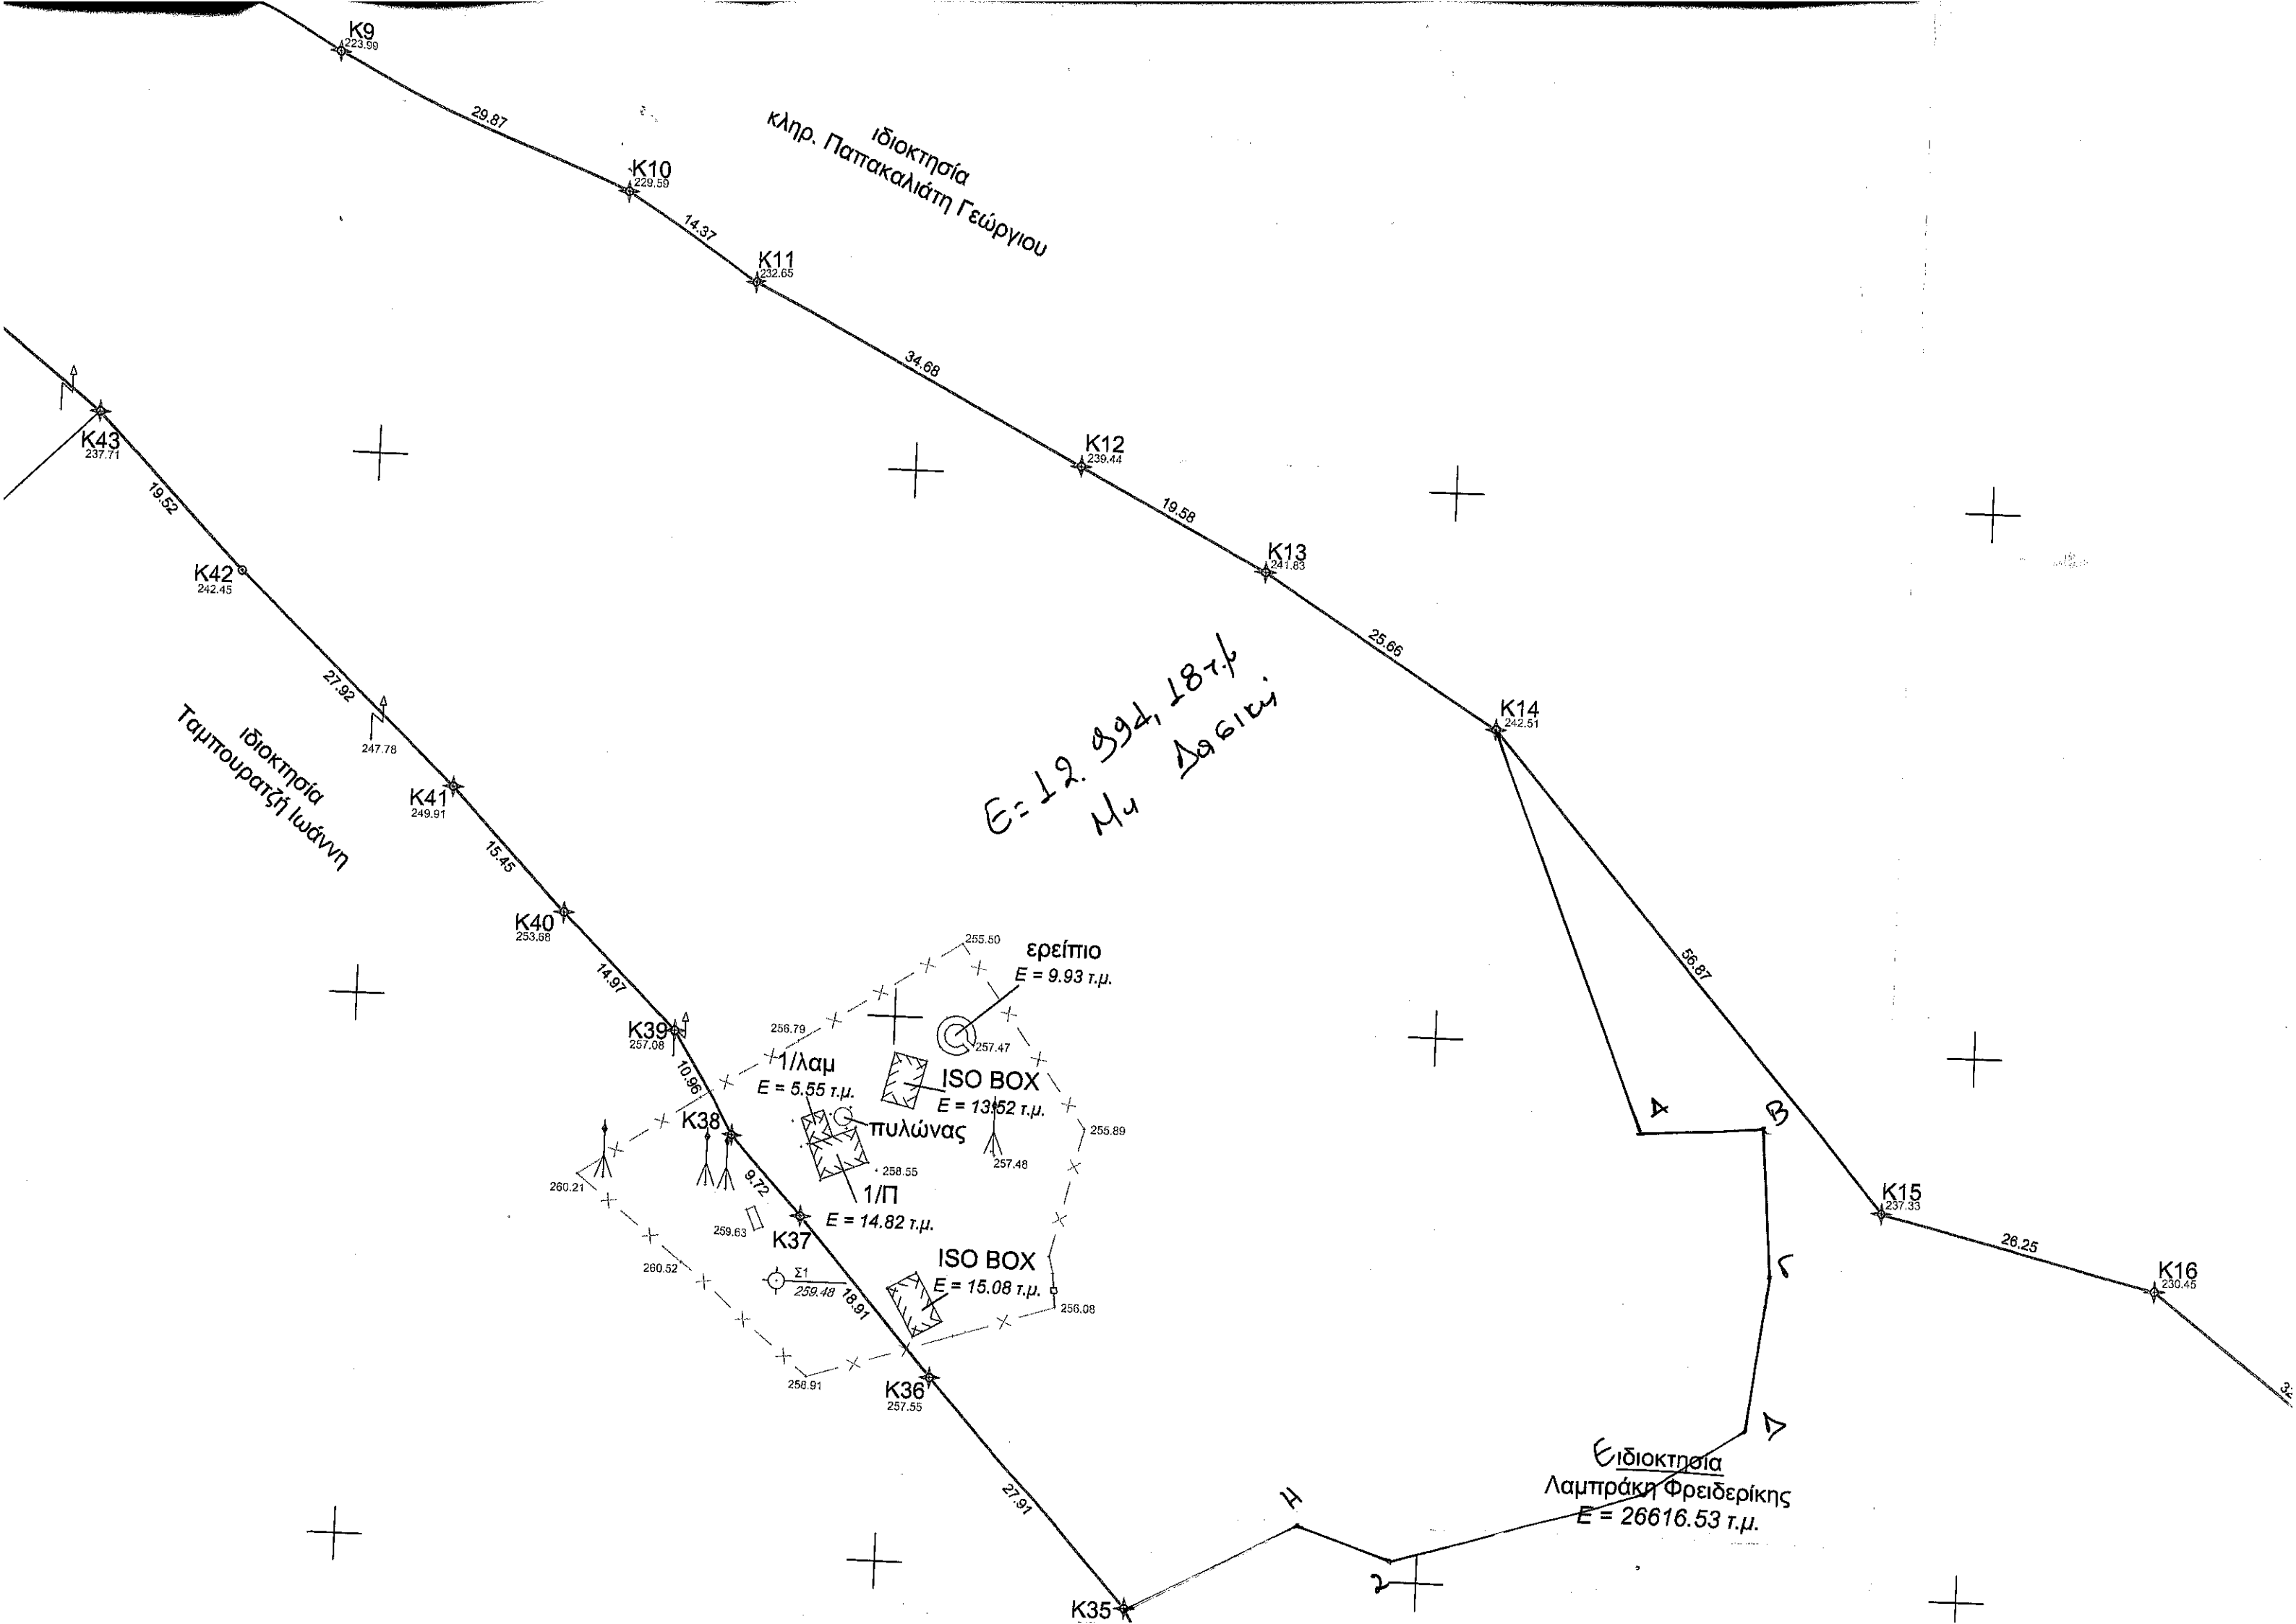 K9
223.99
29.87
ιδιοκτησία
κληρ. Παπακαλιάτη Γεώργιου
K10
229.59
14.37
K11
232.65
34.68
K43
237.71
K12
239.44
19.52
19.58
K13
241.83
K42
242.45
25.66
27.92
K14
242.51
ιδιοκτησία
Ταμπουρατζή Ιωάννη
247.78
K41
249.91
Μ/η Δασική
15.45
K40
253.68
255.50
ερείπιο
E = 9.93 τ.μ.
56.87
14.97
K39
257.08
256.79
257.47
10.96
1/λαμ
E = 5.55 τ.μ.
ISO BOX
E = 13.52 τ.μ.
K38
πυλώνας
255.89
257.48
Α
Β
260.21
9.72
258.55
1/Π
E = 14.82 τ.μ.
K15
237.33
259.63
K37
26.25
260.52
Σ1
259.48
18.91
ISO BOX
E = 15.08 τ.μ.
256.08
Γ
K16
230.45
258.91
K36
257.55
32
Δ
Ε
ιδιοκτησία
Λαμπράκη Φρειδερίκης
E = 26616.53 τ.μ.
27.91
Η
K35